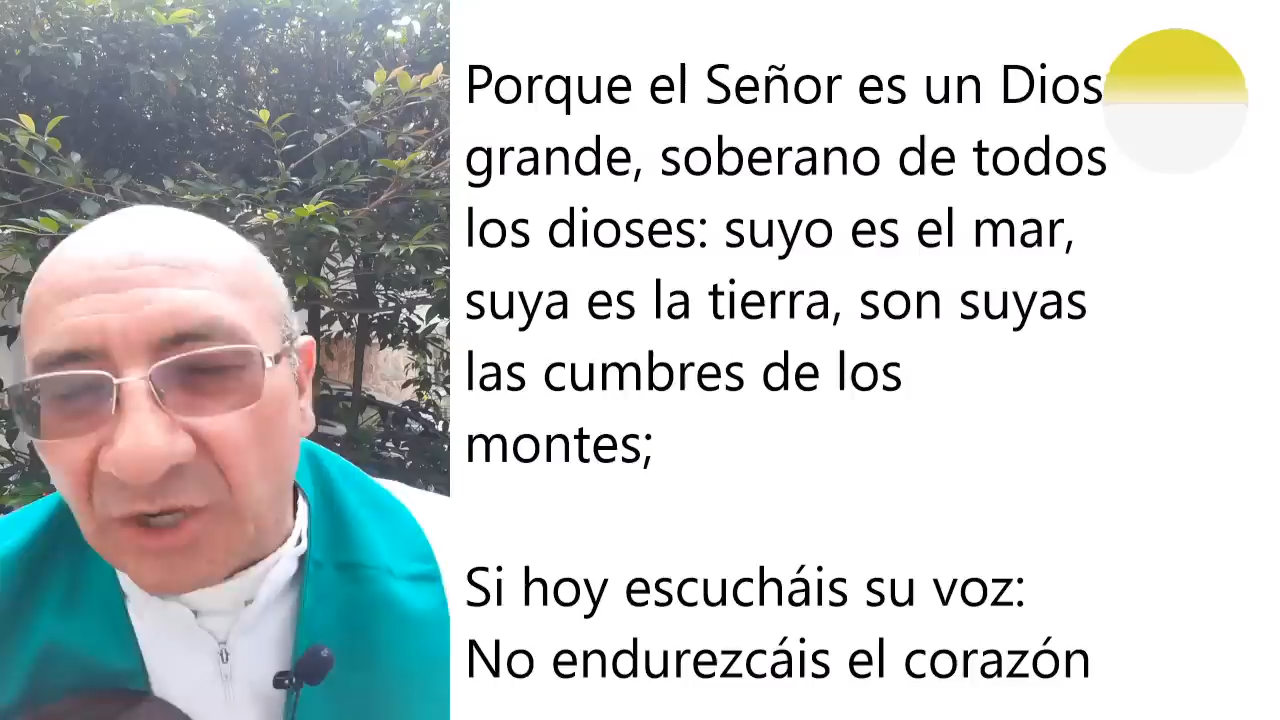 Porque el Señor es un Dios
grande, soberano de todos
los dioses: suyo es el mar,
suya es la tierra, son suyas
las cumbres de los
montes;
Si hoy escucháis su voz:
No endurezcáis el corazón